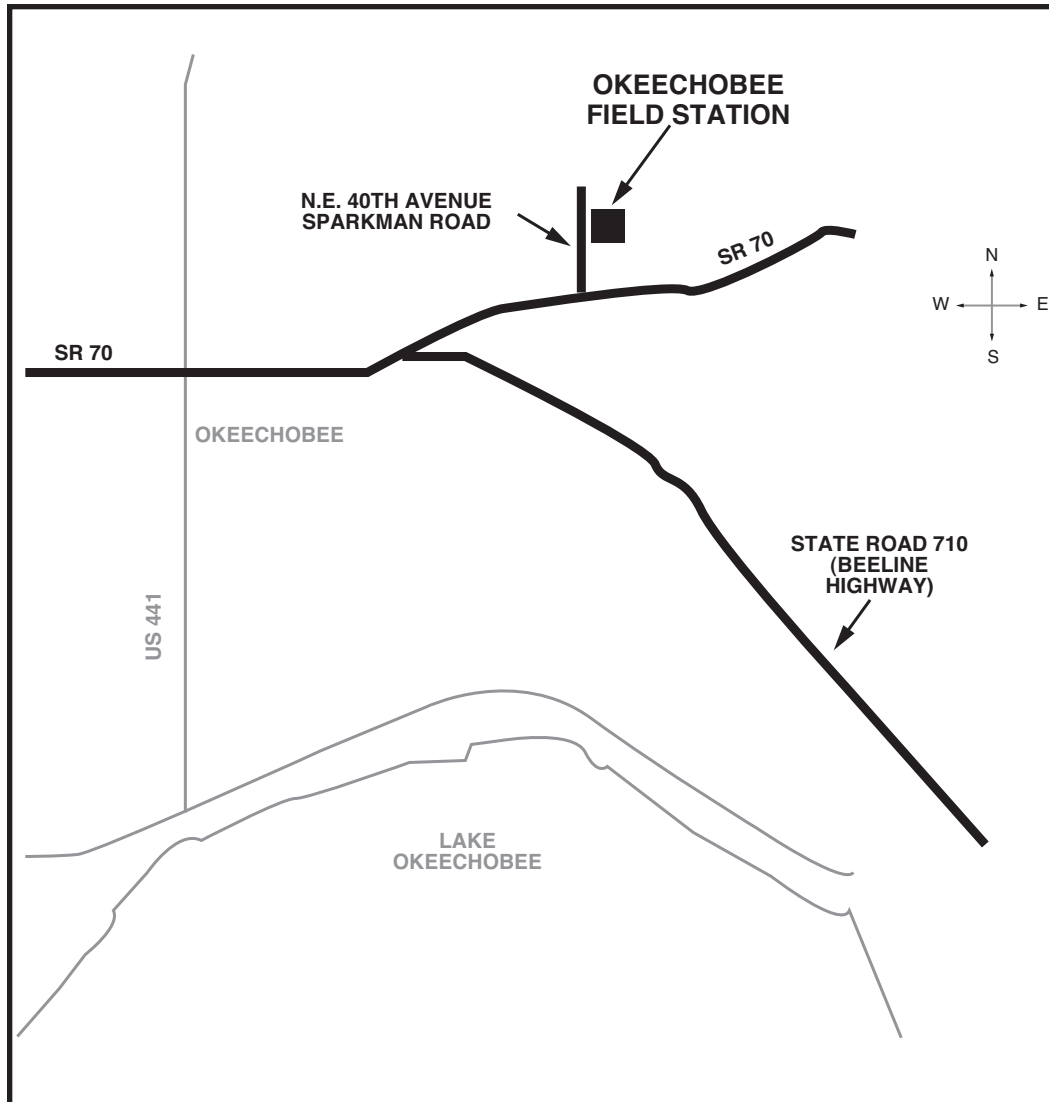 OKEECHOBEE
FIELD STATION
N.E. 40TH AVENUE
SPARKMAN ROAD
SR 70
N
W
E
S
SR 70
OKEECHOBEE
STATE ROAD 710
(BEELINE
HIGHWAY)
US 441
LAKE
OKEECHOBEE